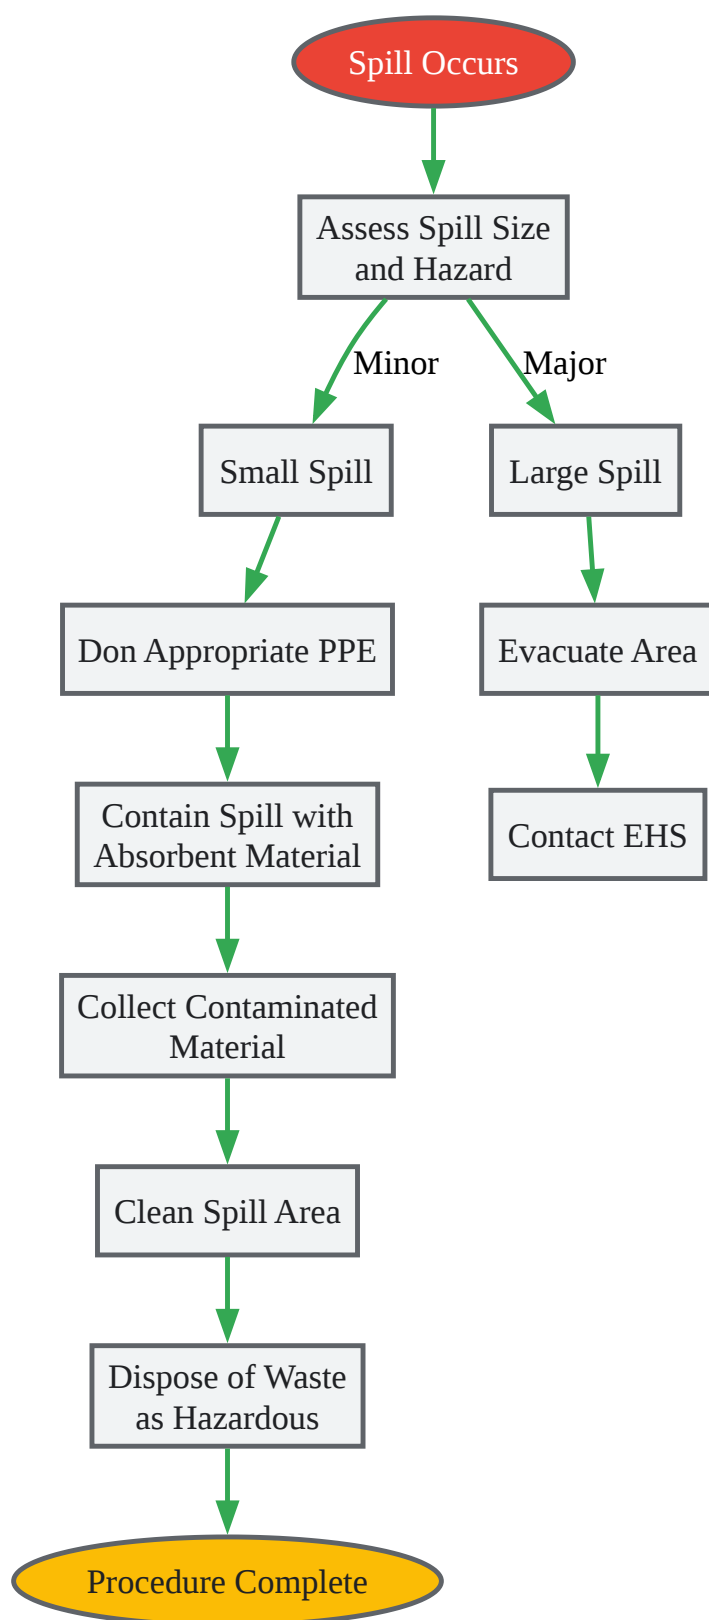 Spill Occurs
Assess Spill Size
and Hazard
Minor
Major
Small Spill
Large Spill
Don Appropriate PPE
Evacuate Area
Contain Spill with
Absorbent Material
Contact EHS
Collect Contaminated
Material
Clean Spill Area
Dispose of Waste
as Hazardous
Procedure Complete